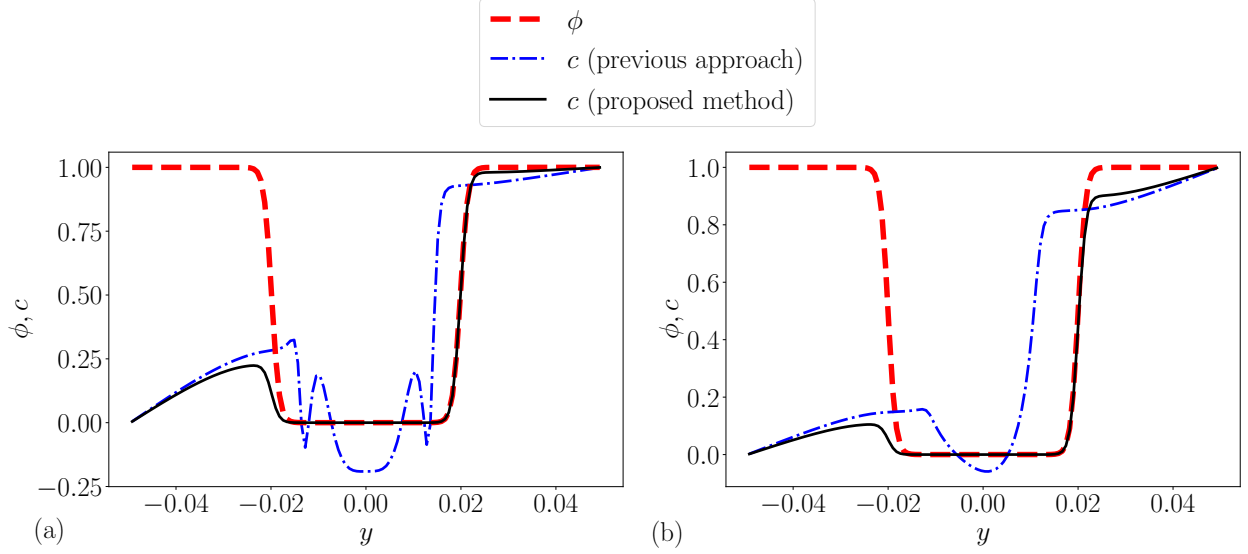 ϕ
c (previous approach)
c (proposed method)
1.00
0.75
0.50
0.25
0.00
−0.25
ϕ, c
−0.04
−0.02
0.00
0.02
0.04
y
(a)
1.0
0.8
0.6
0.4
0.2
0.0
ϕ, c
−0.04
−0.02
0.00
0.02
0.04
y
(b)